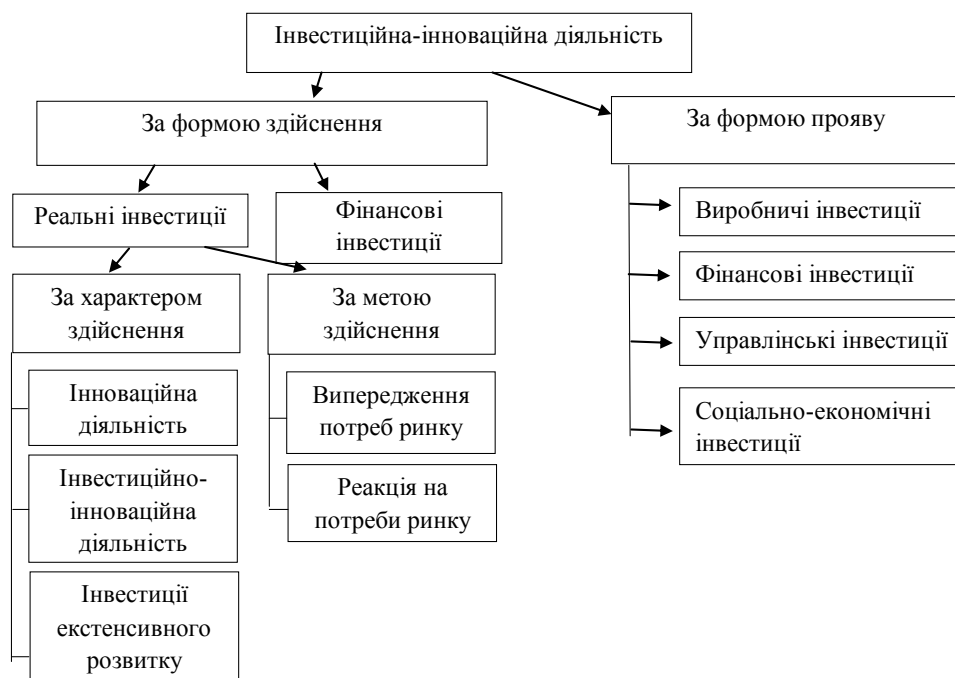 Інвестиційна-інноваційна діяльність
За формою здійснення
За формою прояву
Реальні інвестиції
Фінансові
інвестиції
За характером
здійснення
За метою
здійснення
Інноваційна
діяльність
Інвестиційно-
інноваційна
діяльність
Інвестиції
екстенсивного
розвитку
Випередження
потреб ринку
Реакція на
потреби ринку
Виробничі інвестиції
Фінансові інвестиції
Управлінські інвестиції
Соціально-економічні
інвестиції